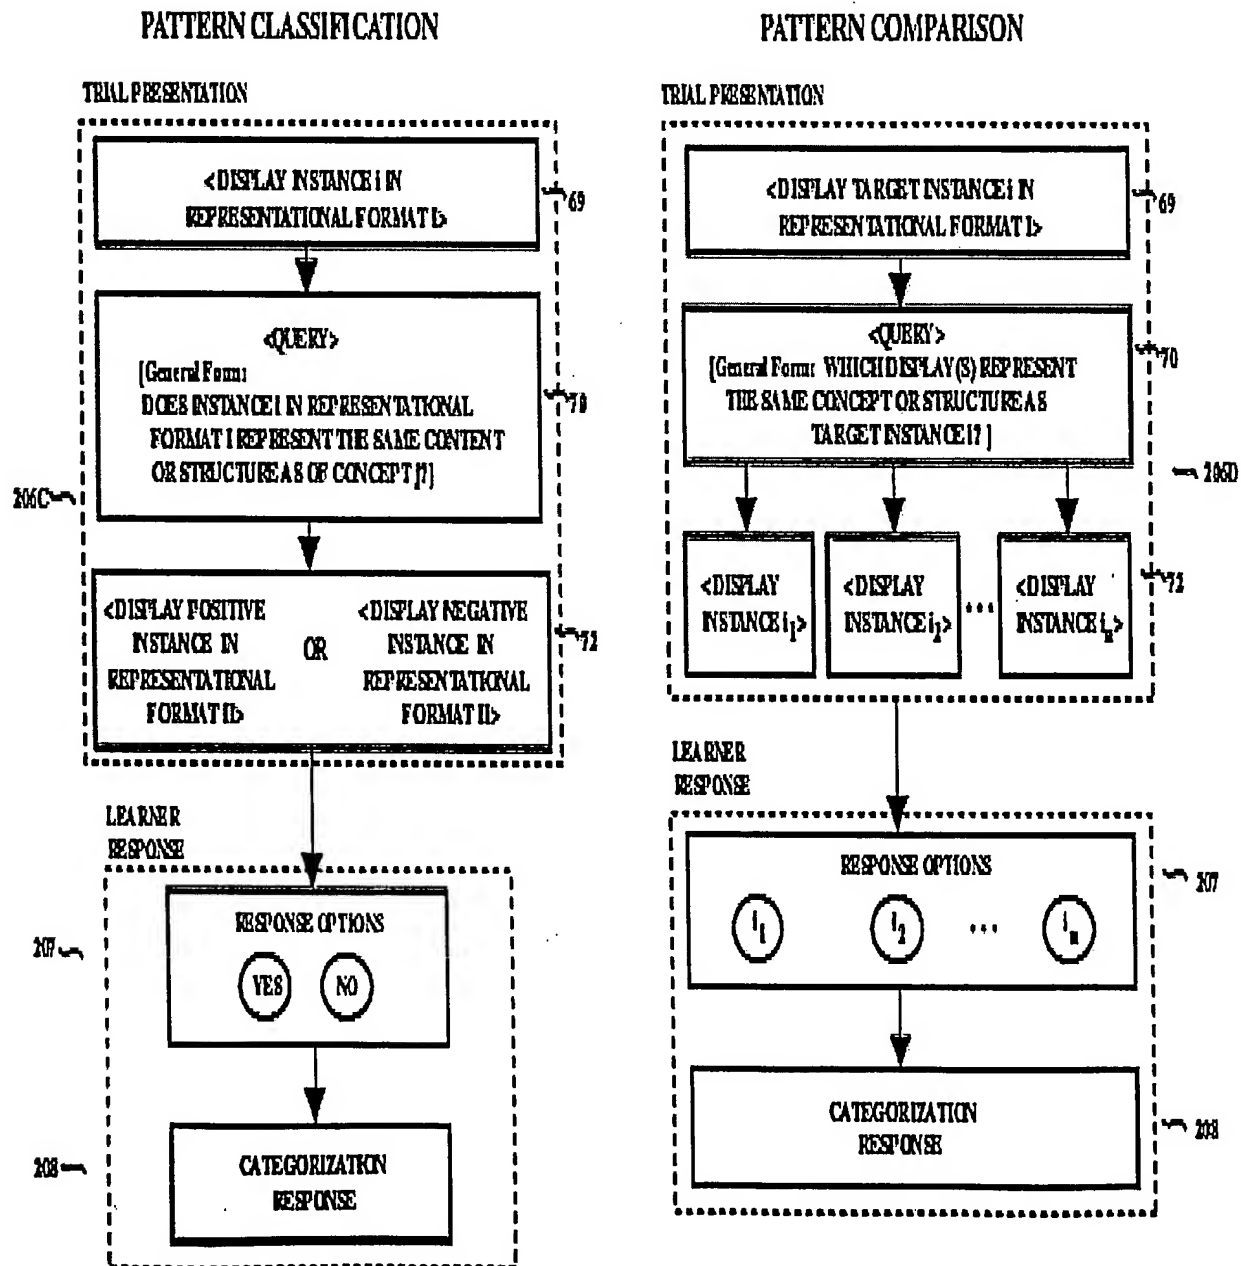 PATTERN CLASSIFICATION
TRIAL PRESENTATION
<DISPLAY INSTANCE i IN
REPRESENTATIONAL FORMAT I>
69
<QUERY>
[General Form:
DOES INSTANCE I IN REPRESENTATIONAL
FORMAT I REPRESENT THE SAME CONTENT
OR STRUCTURE AS OF CONCEPT J?]
70
206C
<DISPLAY POSITIVE
INSTANCE IN
REPRESENTATIONAL
FORMAT II>
OR
<DISPLAY NEGATIVE
INSTANCE IN
REPRESENTATIONAL
FORMAT II>
72
LEARNER
RESPONSE
RESPONSE OPTIONS
YES NO
207
CATEGORIZATION
RESPONSE
208
PATTERN COMPARISON
TRIAL PRESENTATION
<DISPLAY TARGET INSTANCE i IN
REPRESENTATIONAL FORMAT I>
69
<QUERY>
[General Form: WHICH DISPLAY(S) REPRESENT
THE SAME CONCEPT OR STRUCTURE AS
TARGET INSTANCE I? ]
70
206D
<DISPLAY
INSTANCE i1>
<DISPLAY
INSTANCE i2>
...
<DISPLAY
INSTANCE in>
72
LEARNER
RESPONSE
RESPONSE OPTIONS
i1 i2 ... in
207
CATEGORIZATION
RESPONSE
208